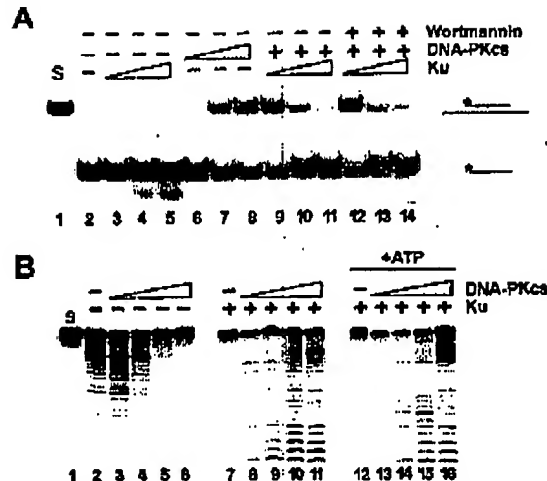 A
– – – – – – – + + + Wortmannin
– – – – + + + + + + DNA-PKcs
S – – – – Ku
*
*
1 2 3 4 5 6 7 8 9 10 11 12 13 14
B
+ATP
– – – DNA-PKcs
– – – – – + + + + + + + + + + Ku
S
1 2 3 4 5 6 7 8 9 10 11 12 13 14 15 16